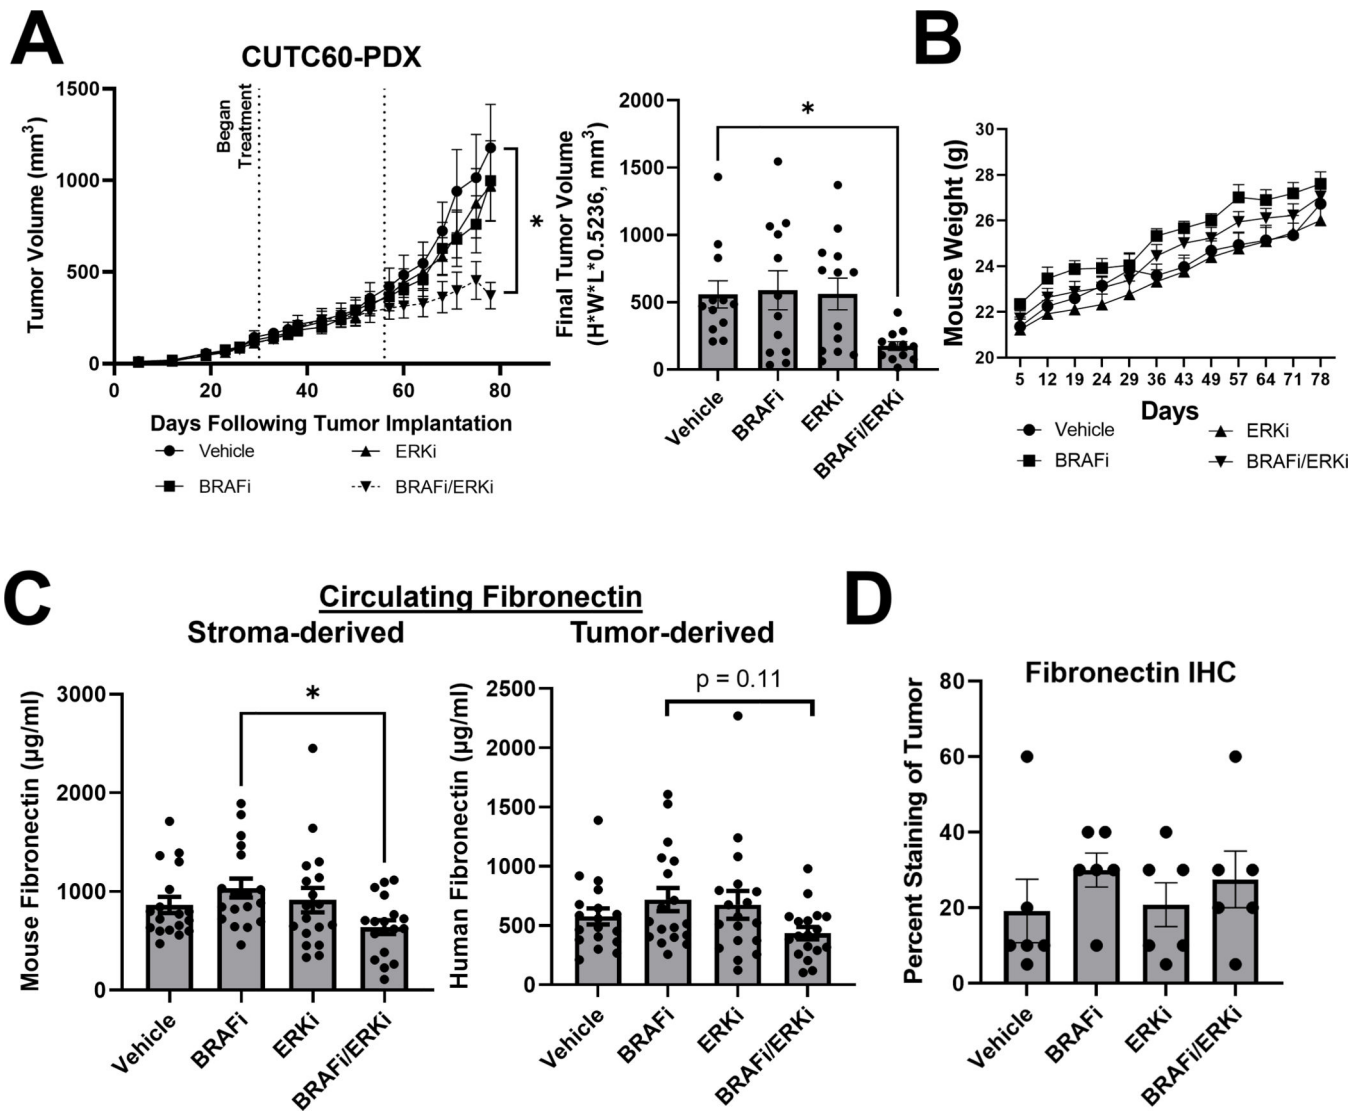 A
CUTC60-PDX
Tumor Volume (mm³)
1500
1000
500
0
Began
Treatment
*
0
20
40
60
80
Days Following Tumor Implantation
Vehicle
ERKi
BRAFi
BRAFi/ERKi
Final Tumor Volume
(H*W*L*0.5236, mm³)
2000
1500
1000
500
0
*
Vehicle
BRAFi
ERKi
BRAFi/ERKi
B
Mouse Weight (g)
30
28
26
24
22
20
5 12 19 24 29 36 43 49 57 64 71 78
Days
Vehicle
ERKi
BRAFi
BRAFi/ERKi
C
Circulating Fibronectin
Stroma-derived
Mouse Fibronectin (µg/ml)
3000
2000
1000
0
*
Vehicle
BRAFi
ERKi
BRAFi/ERKi
Tumor-derived
Human Fibronectin (µg/ml)
2500
2000
1500
1000
500
0
p = 0.11
Vehicle
BRAFi
ERKi
BRAFi/ERKi
D
Fibronectin IHC
Percent Staining of Tumor
80
60
40
20
0
Vehicle
BRAFi
ERKi
BRAFi/ERKi